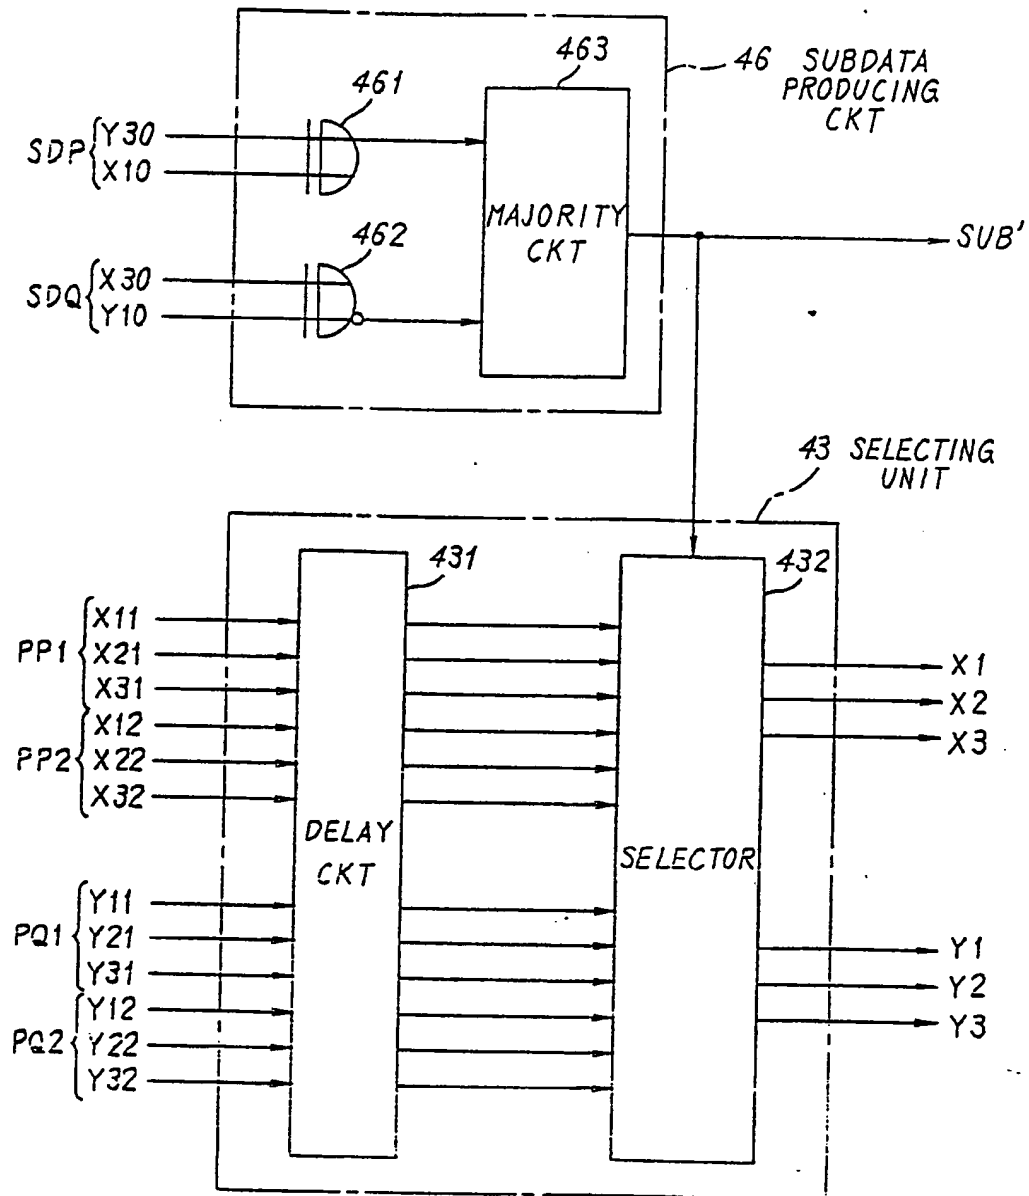 46 SUBDATA
PRODUCING
CKT
461
463
SDP { Y30
X10
MAJORITY
CKT
462
SUB'
SDQ { X30
Y10
43 SELECTING
UNIT
431
432
PP1 { X11
X21
X31
PP2 { X12
X22
X32
X1
X2
X3
DELAY
CKT
SELECTOR
PQ1 { Y11
Y21
Y31
PQ2 { Y12
Y22
Y32
Y1
Y2
Y3